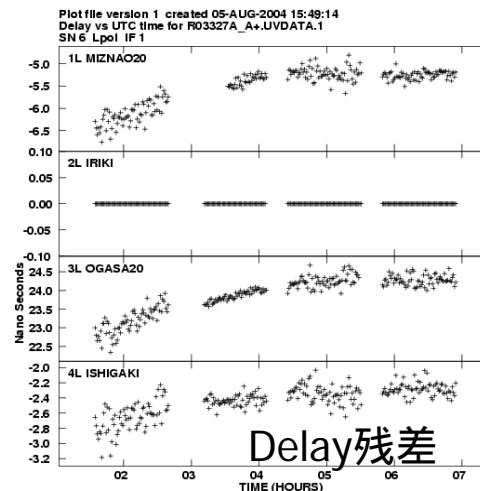 Plot file version 1 created 05-AUG-2004 15:49:14
Delay vs UTC time for R03327A_A+.UVDATA.1
SN 6 Lpol IF 1
1L MIZNAO20
-5.0
-5.5
-6.0
-6.5
2L IRIKI
0.10
0.05
0.00
-0.05
-0.10
3L OGASA20
24.5
24.0
23.5
23.0
22.5
Nano Seconds
4L ISHIGAKI
-2.0
-2.2
-2.4
-2.6
-2.8
-3.0
-3.2
Delay残差
02 03 04 05 06 07
TIME (HOURS)